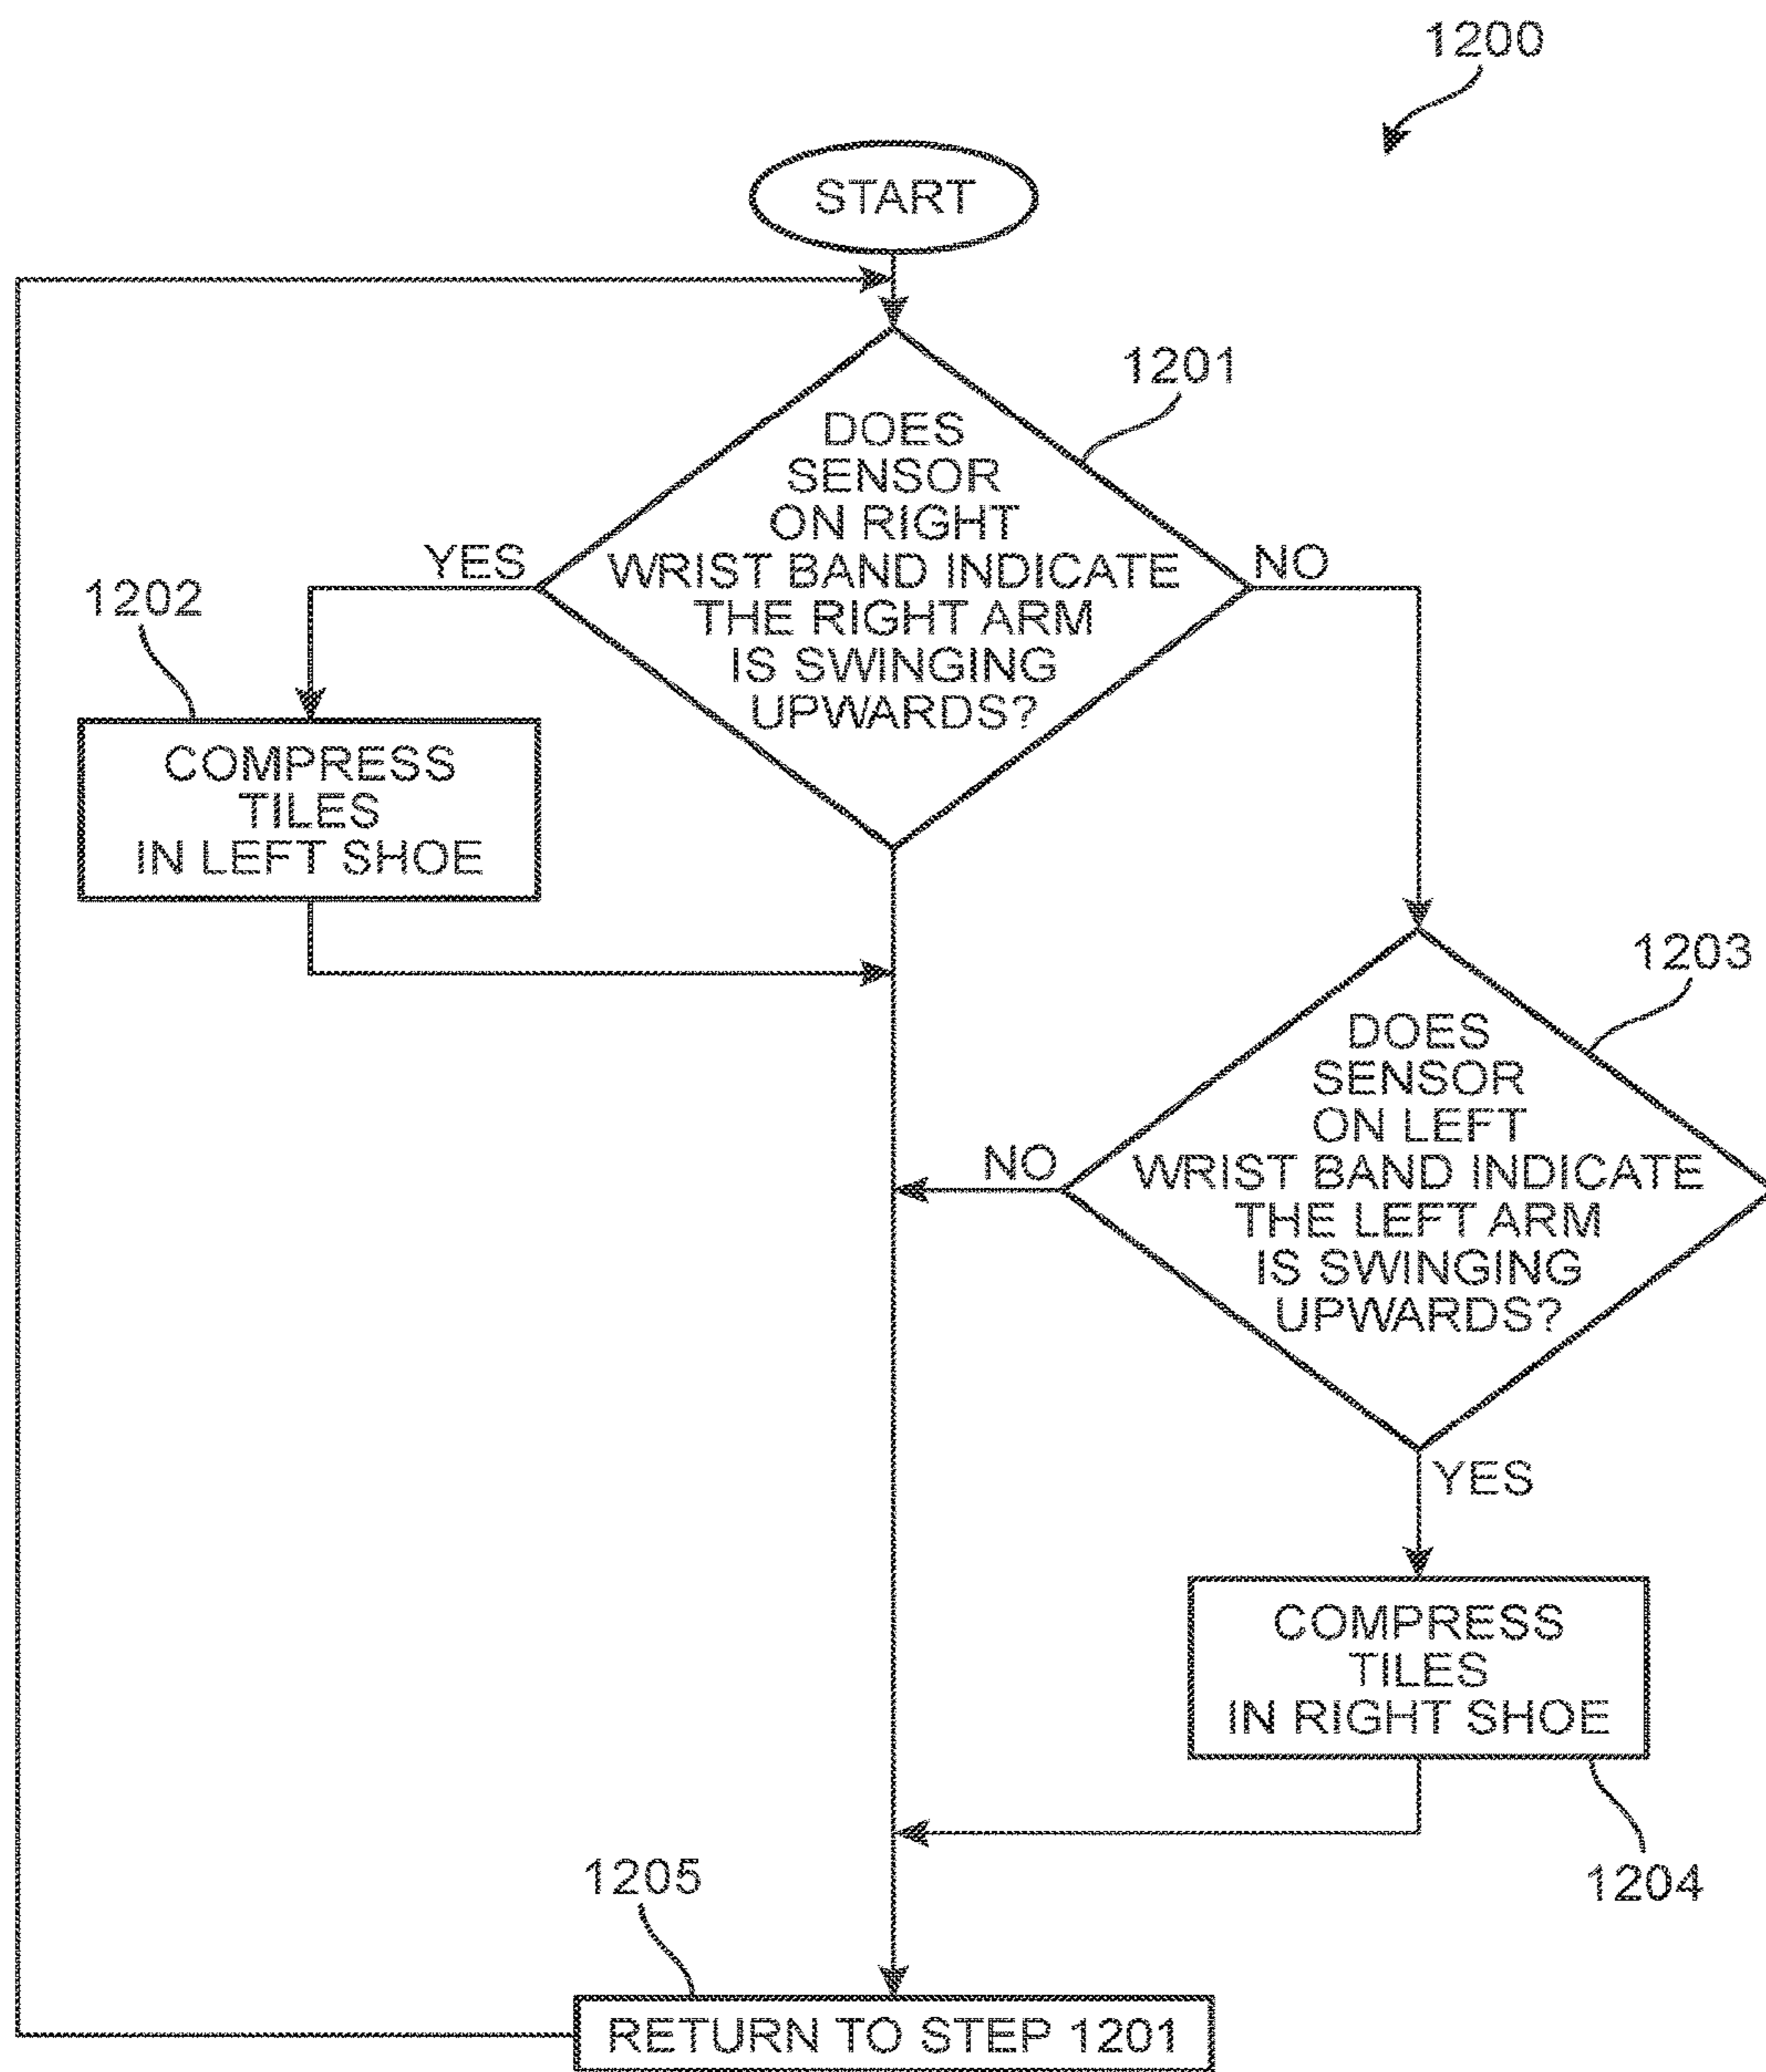 1200
START
1201
DOES
SENSOR
ON RIGHT
WRIST BAND INDICATE
THE RIGHT ARM
IS SWINGING
UPWARDS?
YES
NO
1202
COMPRESS
TILES
IN LEFT SHOE
1203
DOES
SENSOR
ON LEFT
WRIST BAND INDICATE
THE LEFT ARM
IS SWINGING
UPWARDS?
NO
YES
COMPRESS
TILES
IN RIGHT SHOE
1204
1205
RETURN TO STEP 1201